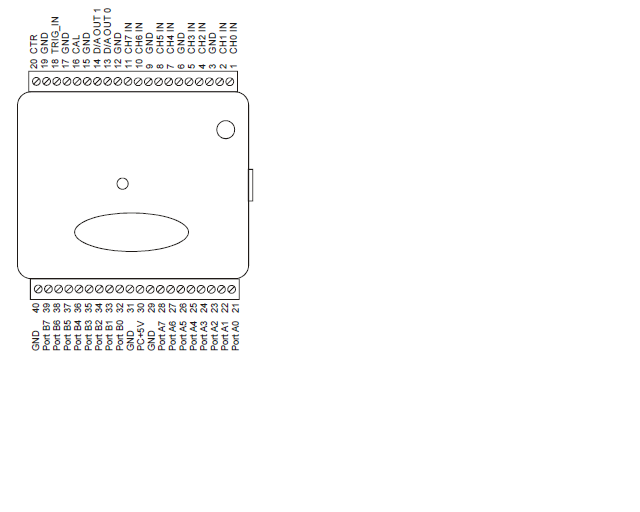 20 CTR
19 GND
18 TRIG_IN
17 GND
16 CAL
15 GND
14 D/A OUT 1
13 D/A OUT 0
12 GND
11 CH7 IN
10 CH6 IN
9 GND
8 CH5 IN
7 CH4 IN
6 GND
5 CH3 IN
4 CH2 IN
3 GND
2 CH1 IN
1 CH0 IN
GND 40
Port B7 39
Port B6 38
Port B5 37
Port B4 36
Port B3 35
Port B2 34
Port B1 33
Port B0 32
GND 31
PC+5V 30
GND 29
Port A7 28
Port A6 27
Port A5 26
Port A4 25
Port A3 24
Port A2 23
Port A1 22
Port A0 21